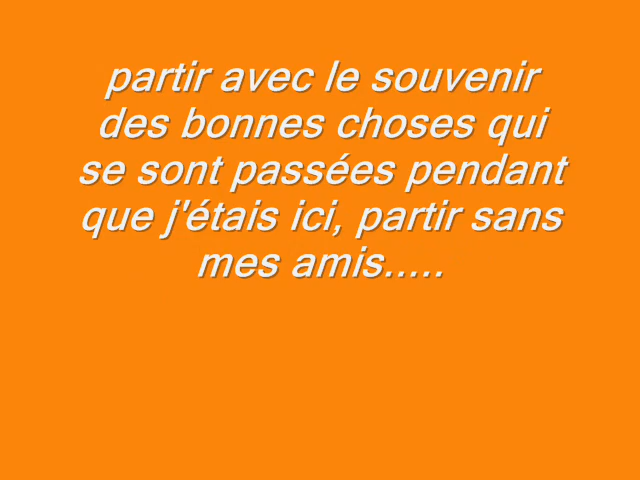 partir avec le souvenir
des bonnes choses qui
se sont passées pendant
que j'étais ici, partir sans
mes amis.....